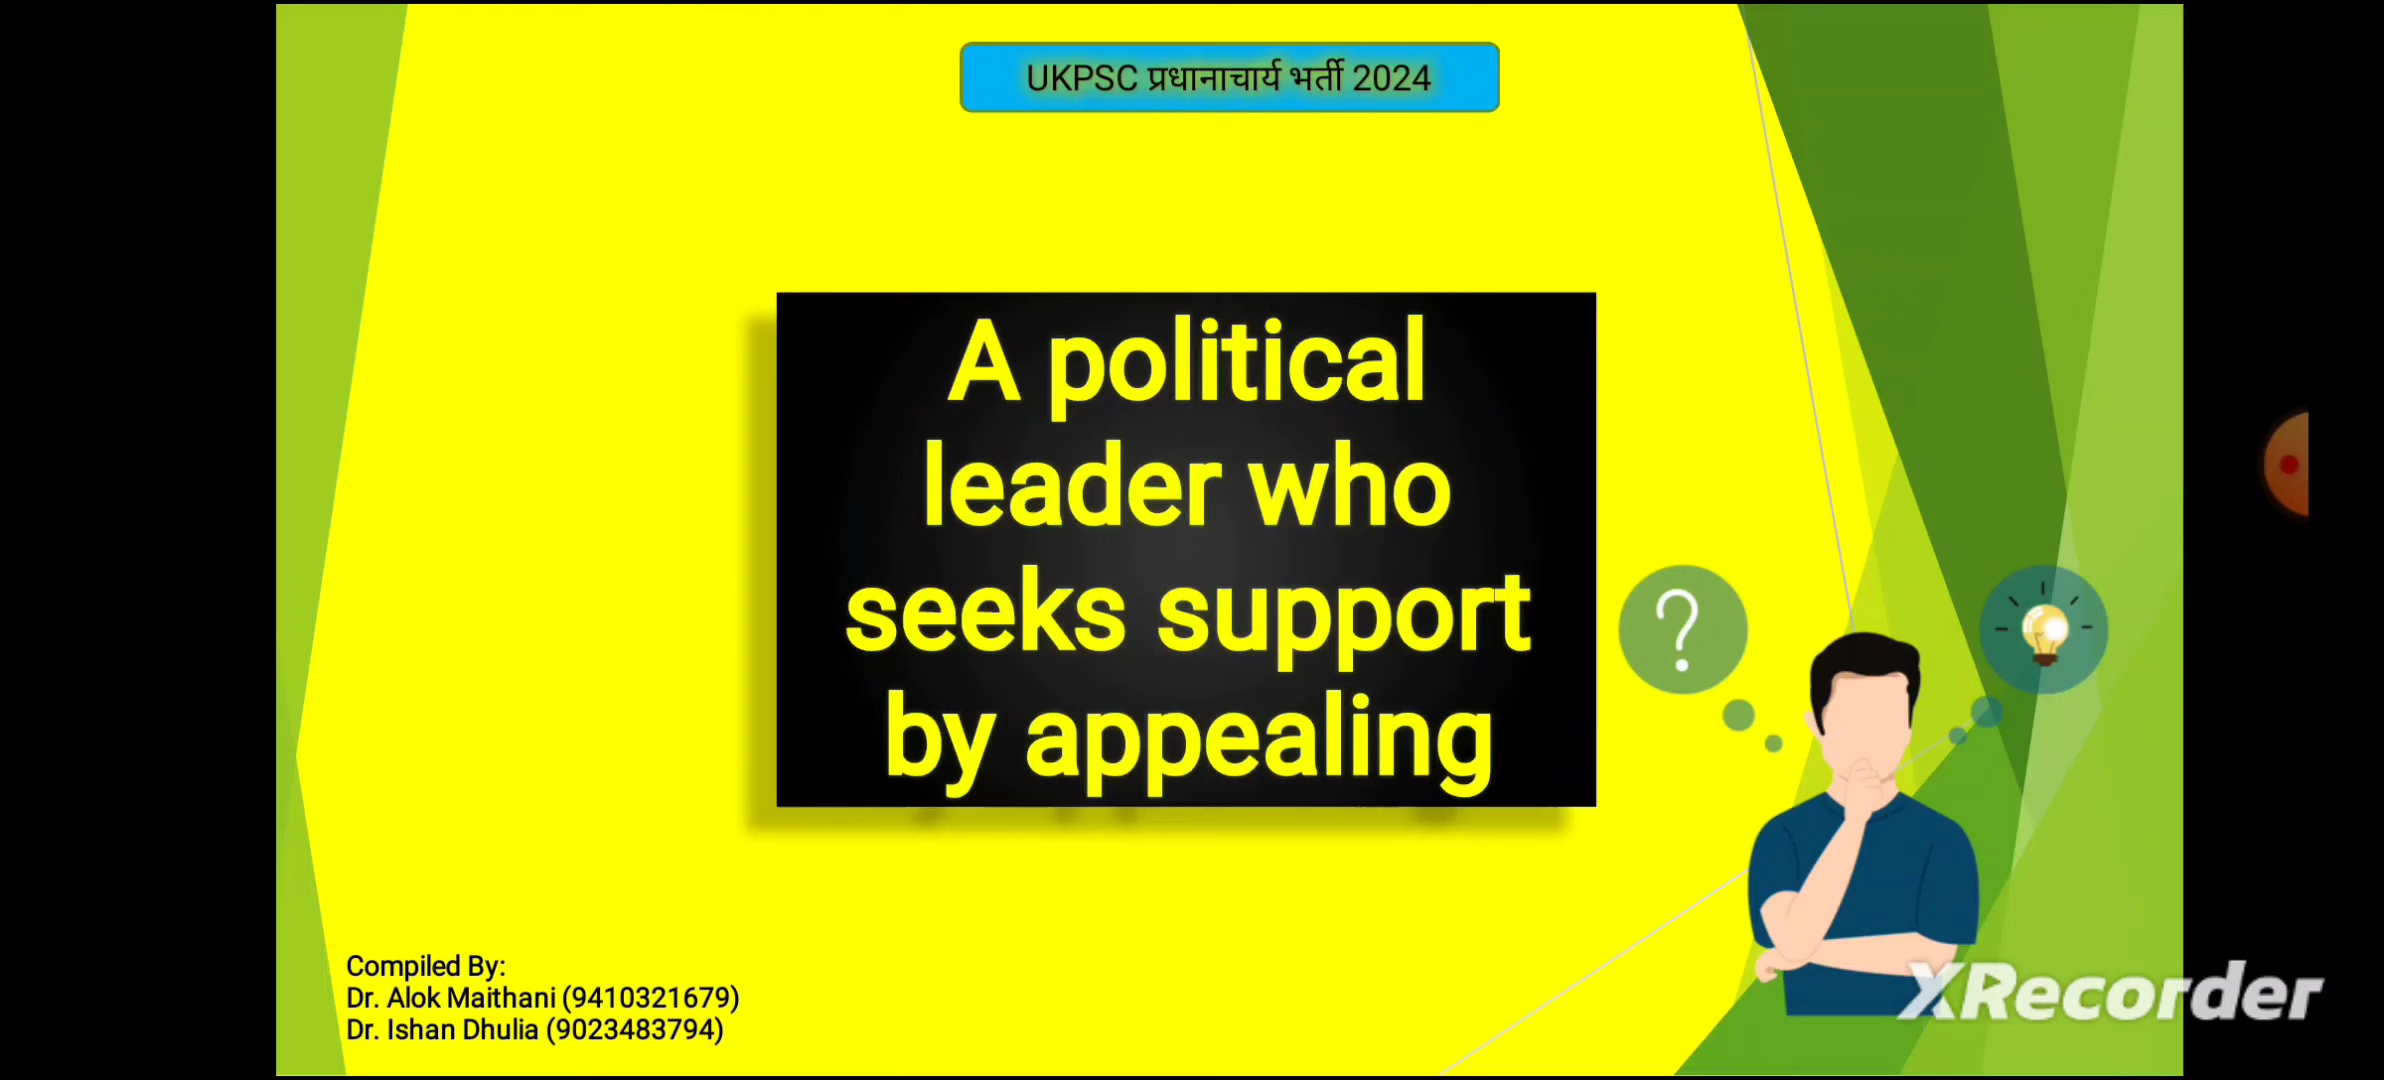 UKPSC प्रधानाचार्य भर्ती 2024
A political
leader who
seeks support
by appealing
?
Compiled By:
Dr. Alok Maithani (9410321679)
Dr. Ishan Dhulia (9023483794)
XRecorder